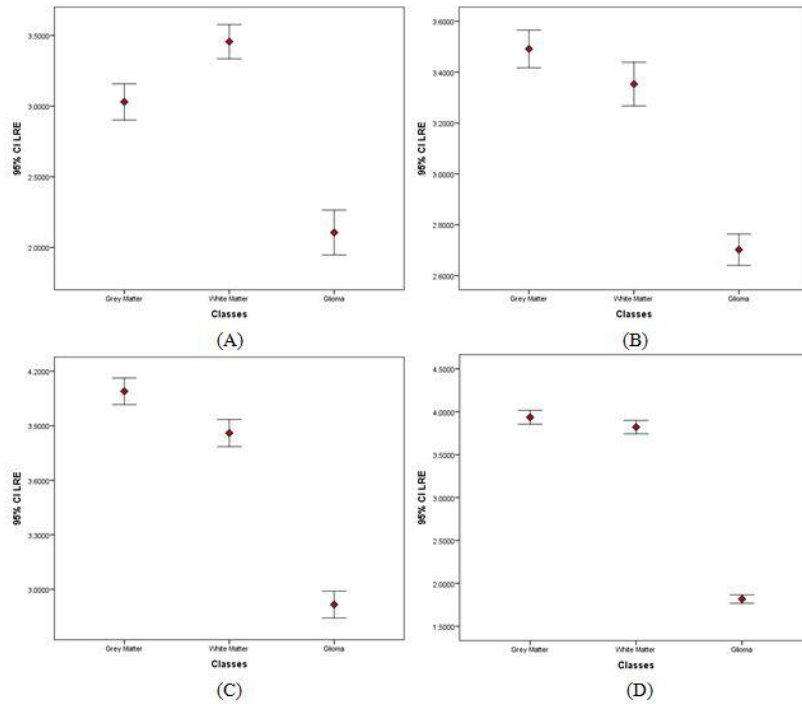 3.5000
3.0000
2.5000
2.0000
95% CI LRE
Grey Matter White Matter Glioma
Classes
(A)
3.6000
3.4000
3.2000
3.0000
2.8000
2.6000
95% CI LRE
Grey Matter White Matter Glioma
Classes
(B)
4.2000
3.9000
3.6000
3.3000
3.0000
95% CI LRE
Grey Matter White Matter Glioma
Classes
(C)
4.5000
4.0000
3.5000
3.0000
2.5000
2.0000
1.5000
95% CI LRE
Grey Matter White Matter Glioma
Classes
(D)